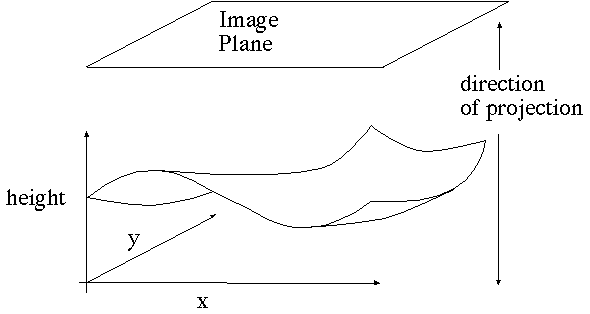 Image
Plane
direction
of projection
height
y
x